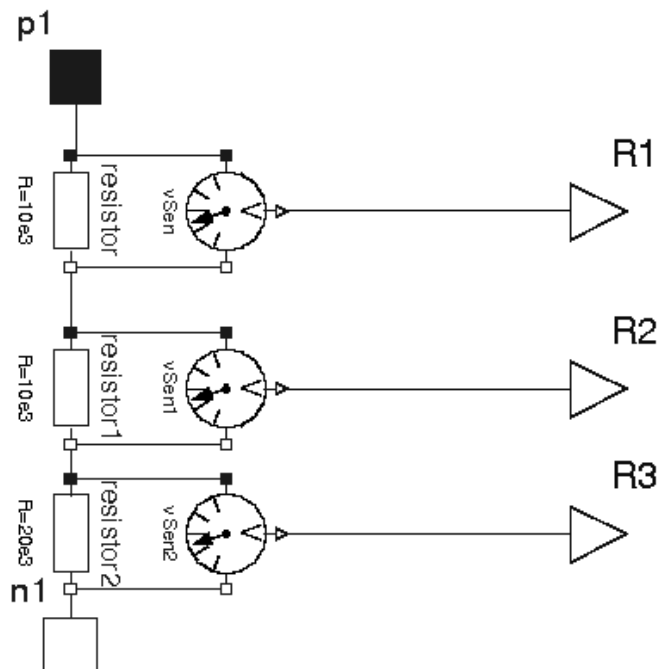 p1
R1
resistor
R=10e3
vSen
R2
resistor1
R=10e3
vSen1
R3
resistor2
R=20e3
vSen2
n1